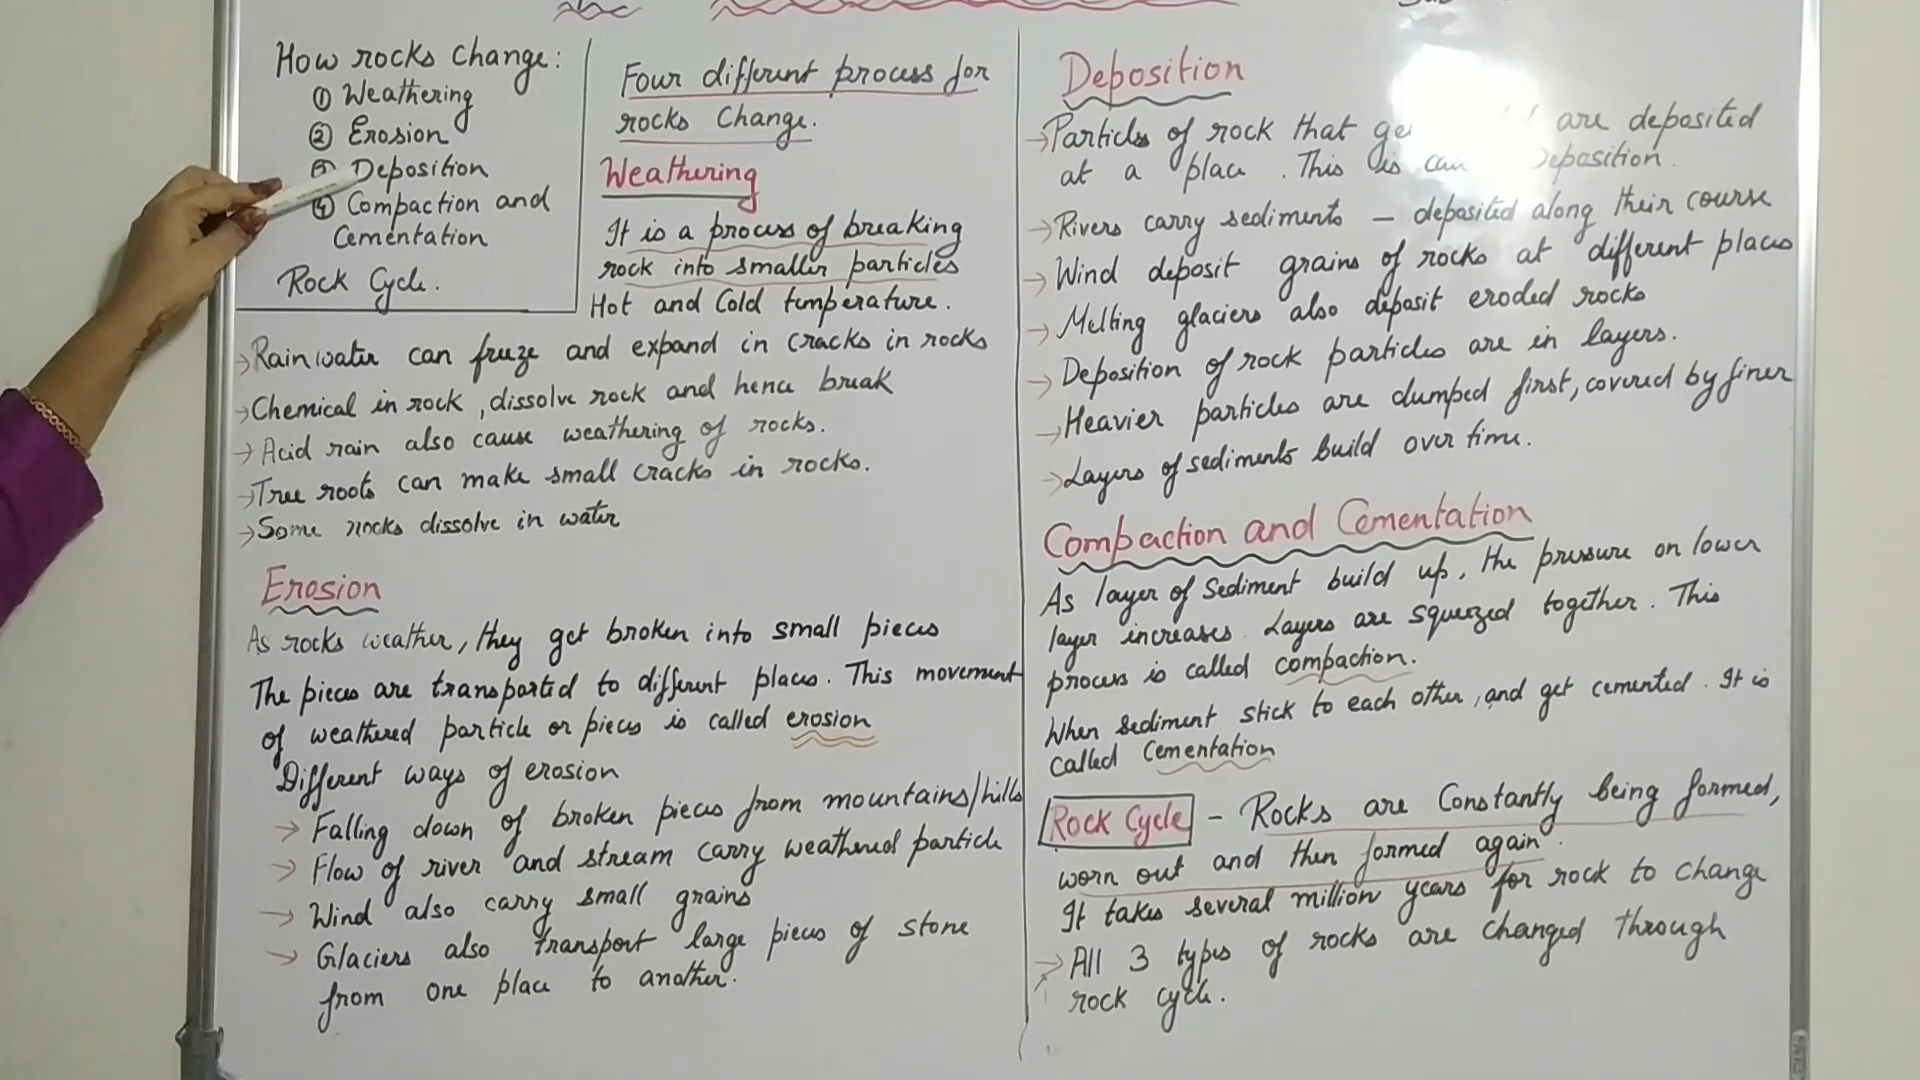 How rocks change:
① Weathering
② Erosion
③ Deposition
④ Compaction and
Cementation
Rock Cycle.
Four different process for
rocks Change.
Weathering
It is a process of breaking
rock into smaller particles
Hot and Cold temperature.
→ Rain water can freeze and expand in cracks in rocks
→ Chemical in rock, dissolve rock and hence break
→ Acid rain also cause weathering of rocks.
→ Tree roots can make small cracks in rocks.
→ Some rocks dissolve in water
Erosion
As rocks weather, they get broken into small pieces
The pieces are transported to different places. This movement
of weathered particle or pieces is called erosion
Different ways of erosion
→ Falling down of broken pieces from mountains/hills
→ Flow of river and stream carry weathered particle
→ Wind also carry small grains
→ Glaciers also transport large pieces of stone
from one place to another.
Deposition
→ Particles of rock that are deposited
at a place. This is Deposition.
→ Rivers carry sediments – deposited along their course
→ Wind deposit grains of rocks at different places
→ Melting glaciers also deposit eroded rocks
→ Deposition of rock particles are in layers.
→ Heavier particles are dumped first, covered by finer
→ Layers of sediments build over time.
Compaction and Cementation
As layer of Sediment build up, the pressure on lower
layer increases. Layers are squeezed together. This
process is called compaction.
When sediment stick to each other, and get cemented. It is
called Cementation
Rock Cycle – Rocks are Constantly being formed,
worn out and then formed again.
It takes several million years for rock to change
→ All 3 types of rocks are changed through
rock cycle.